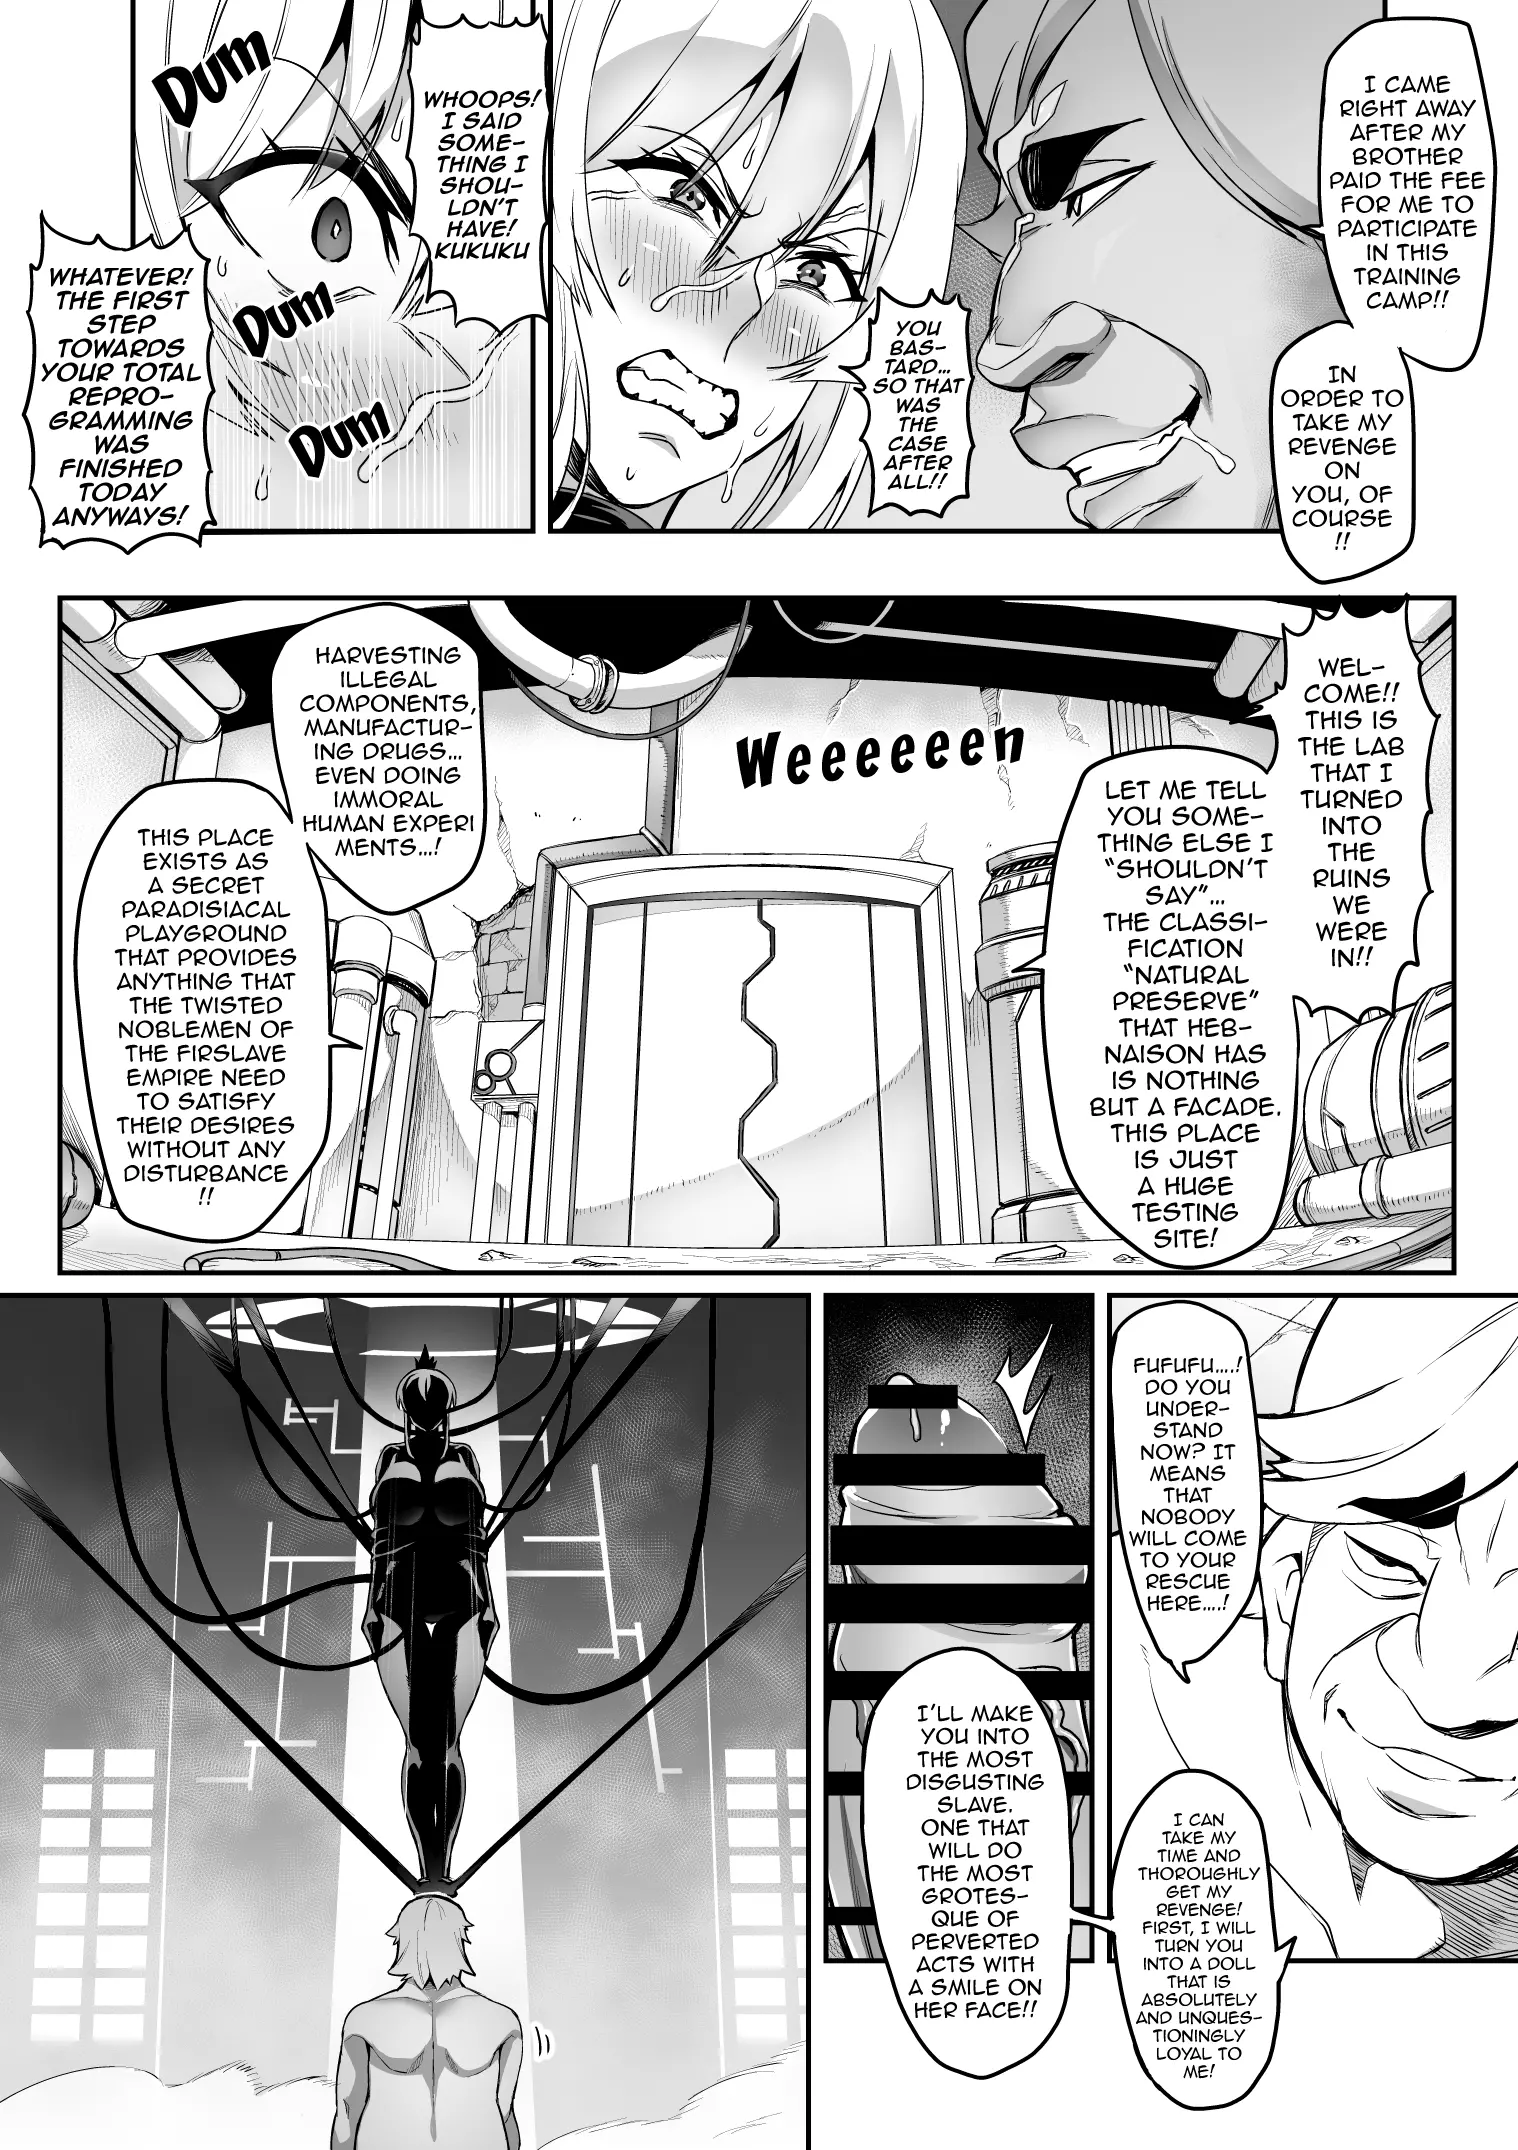 I CAME
RIGHT AWAY
AFTER MY
BROTHER
PAID THE FEE
FOR ME TO
PARTICIPATE
IN THIS
TRAINING
CAMP!!
IN
ORDER TO
TAKE MY
REVENGE
ON
YOU, OF
COURSE
!!
YOU
BAS-
TARD...
SO THAT
WAS
THE
CASE
AFTER
ALL!!
WHOOPS!
I SAID
SOME-
THING I
SHOU-
LDN'T
HAVE!
KUKUKU
DUM
DUM
DUM
WHATEVER!
THE FIRST
STEP
TOWARDS
YOUR TOTAL
REPRO-
GRAMMING
WAS
FINISHED
TODAY
ANYWAYS!
WEL-
COME!!
THIS IS
THE LAB
THAT I
TURNED
INTO
THE
RUINS
WE
WERE
IN!!
LET ME TELL
YOU SOME-
THING ELSE I
"SHOULDN'T
SAY"...
THE CLASSI-
FICATION
"NATURAL
PRESERVE"
THAT HEB-
NAISON HAS
IS NOTHING
BUT A FACADE.
THIS PLACE
IS JUST
A HUGE
TESTING
SITE!
Weeeeeen
HARVESTING
ILLEGAL
COMPONENTS,
MANUFACTUR-
ING DRUGS...
EVEN DOING
IMMORAL
HUMAN EXPERI
MENTS...!
THIS PLACE
EXISTS AS
A SECRET
PARADISIACAL
PLAYGROUND
THAT PROVIDES
ANYTHING THAT
THE TWISTED
NOBLEMEN OF
THE FIRSLAVE
EMPIRE NEED
TO SATISFY
THEIR DESIRES
WITHOUT ANY
DISTURBANCE
!!
FUFUFU....!
DO YOU
UNDER-
STAND
NOW? IT
MEANS
THAT
NOBODY
WILL COME
TO YOUR
RESCUE
HERE....!
I CAN
TAKE MY
TIME AND
THOROUGHLY
GET MY
REVENGE!
FIRST, I WILL
TURN YOU
INTO A DOLL
THAT IS
ABSOLUTELY
AND UNQUES-
TIONINGLY
LOYAL TO
ME!
I'LL MAKE
YOU INTO
THE MOST
DISGUSTING
SLAVE.
ONE THAT
WILL DO
THE MOST
GROTES-
QUE OF
PERVERTED
ACTS WITH
A SMILE ON
HER FACE!!